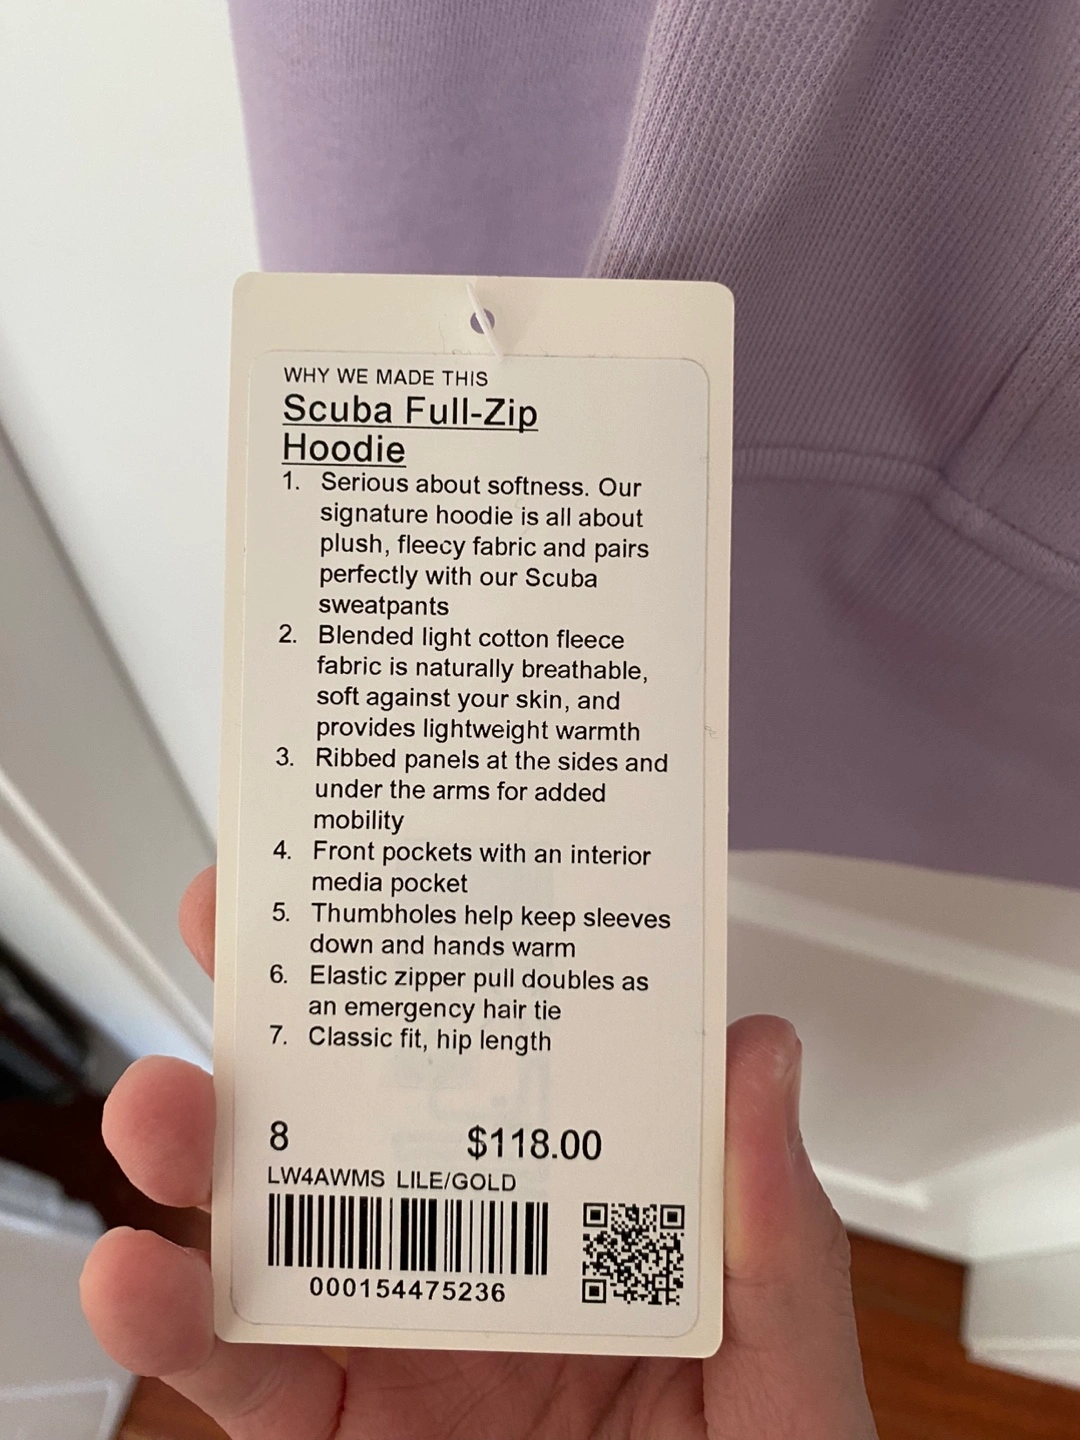 WHY WE MADE THIS
Scuba Full-Zip
Hoodie
1. Serious about softness. Our
signature hoodie is all about
plush, fleecy fabric and pairs
perfectly with our Scuba
sweatpants
2. Blended light cotton fleece
fabric is naturally breathable,
soft against your skin, and
provides lightweight warmth
3. Ribbed panels at the sides and
under the arms for added
mobility
4. Front pockets with an interior
media pocket
5. Thumbholes help keep sleeves
down and hands warm
6. Elastic zipper pull doubles as
an emergency hair tie
7. Classic fit, hip length
8 $118.00
LW4AWMS LILE/GOLD
000154475236